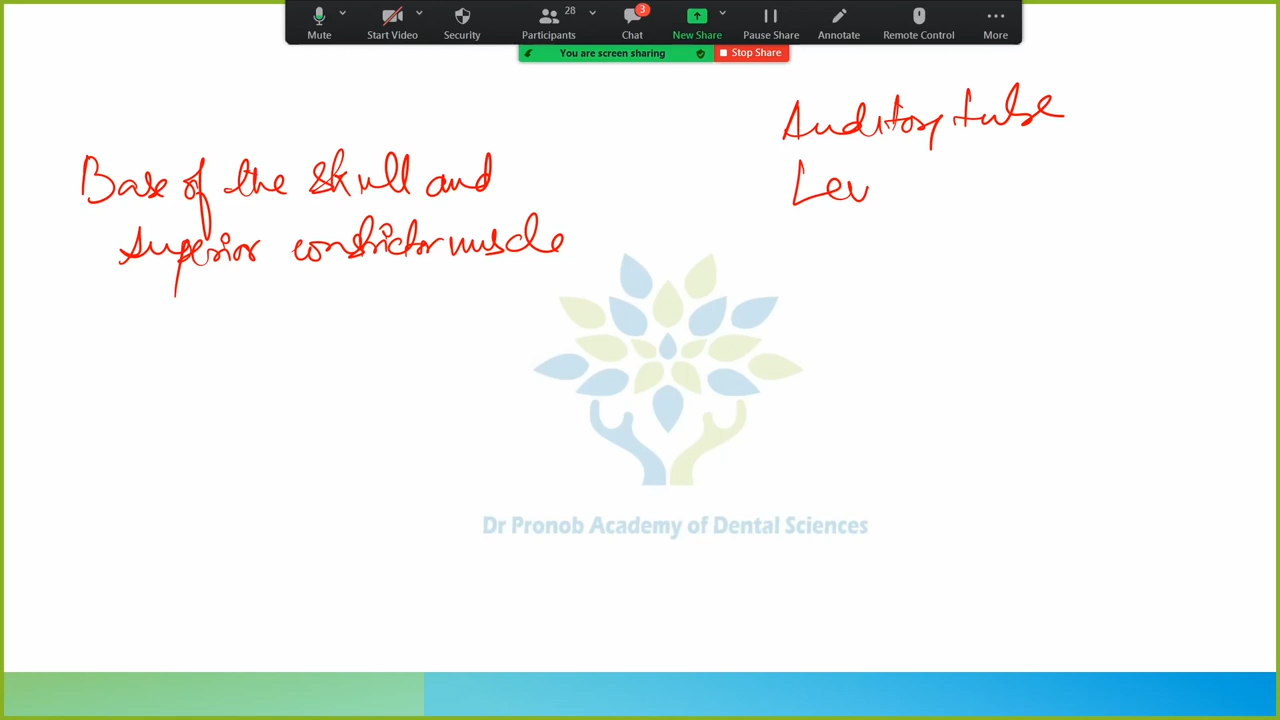 Mute
Start Video
Security
Participants
28
Chat
3
New Share
Pause Share
Annotate
Remote Control
More
You are screen sharing
Stop Share
Auditory tube
Lev
Base of the skull and
superior constrictor muscle
Dr Pronob Academy of Dental Sciences